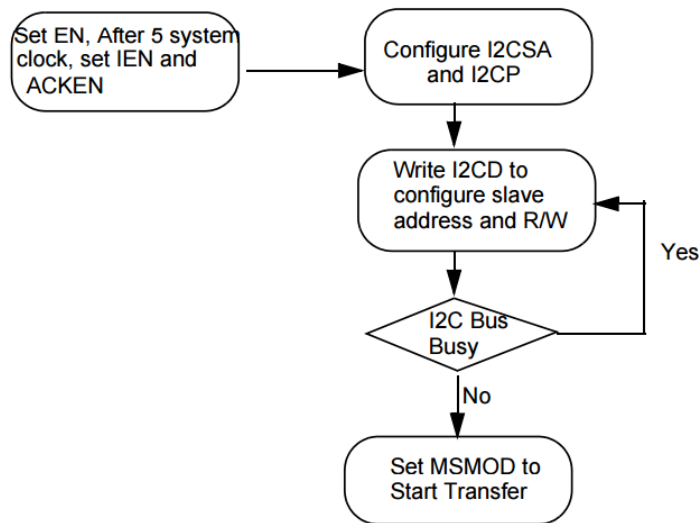 Set EN, After 5 system
clock, set IEN and
ACKEN
Configure I2CSA
and I2CP
Write I2CD to
configure slave
address and R/W
Yes
I2C Bus
Busy
No
Set MSMOD to
Start Transfer